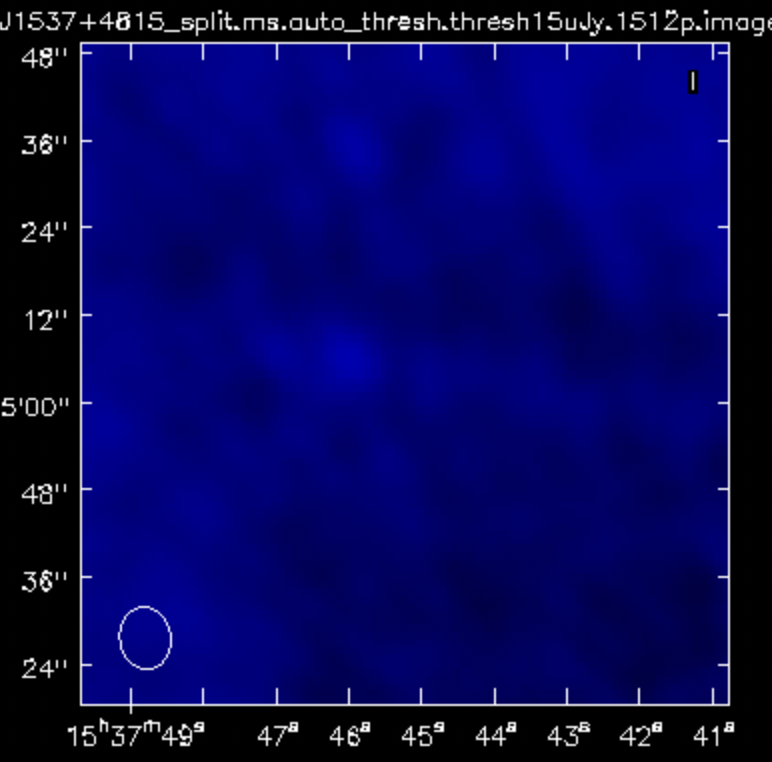 J1537+4815_split.ms.auto_thresh.thresh15uJy.1512p.image
I
48"
36"
24"
12"
5'00"
48"
36"
24"
15ʰ37ᵐ49ˢ 47ˢ 46ˢ 45ˢ 44ˢ 43ˢ 42ˢ 41ˢ